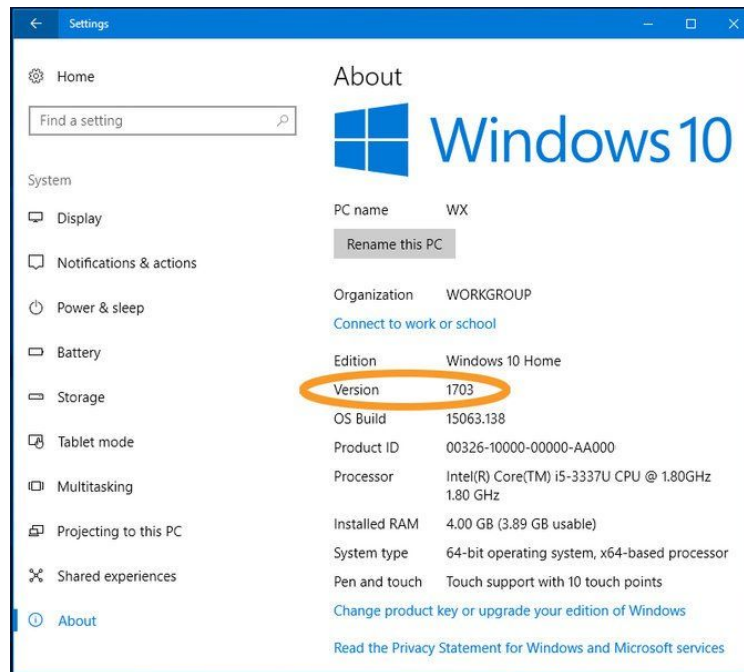 Settings
Home
Find a setting
System
Display
Notifications & actions
Power & sleep
Battery
Storage
Tablet mode
Multitasking
Projecting to this PC
Shared experiences
About
About
Windows 10
PC name WX
Rename this PC
Organization WORKGROUP
Connect to work or school
Edition Windows 10 Home
Version 1703
OS Build 15063.138
Product ID 00326-10000-00000-AA000
Processor Intel(R) Core(TM) i5-3337U CPU @ 1.80GHz
1.80 GHz
Installed RAM 4.00 GB (3.89 GB usable)
System type 64-bit operating system, x64-based processor
Pen and touch Touch support with 10 touch points
Change product key or upgrade your edition of Windows
Read the Privacy Statement for Windows and Microsoft services